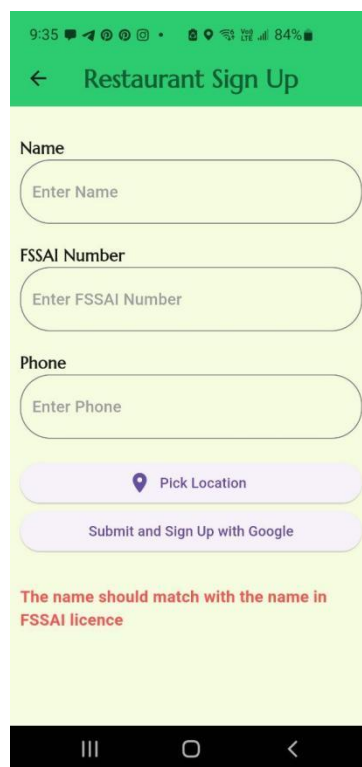 9:35 84%
Restaurant Sign Up
Name
Enter Name
FSSAI Number
Enter FSSAI Number
Phone
Enter Phone
Pick Location
Submit and Sign Up with Google
The name should match with the name in
FSSAI licence